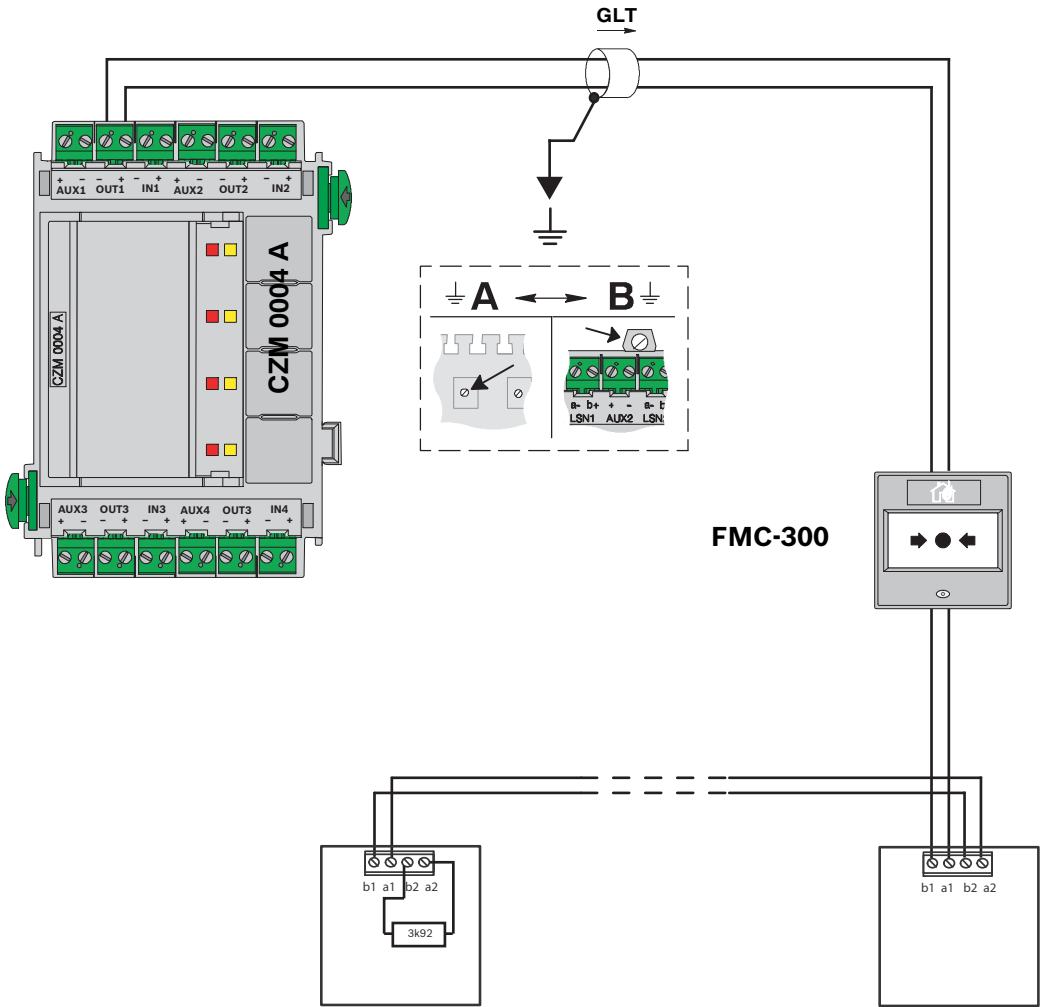 GLT
+ - - + - + + - - + - +
AUX1 OUT1 IN1 AUX2 OUT2 IN2
CZM 0004 A
CZM 0004 A
A B
a- b+ + - a- b
LSN1 AUX2 LSN
AUX3 OUT3 IN3 AUX4 OUT3 IN4
+ - - + - + + - - + - +
FMC-300
b1 a1 b2 a2
3k92
b1 a1 b2 a2